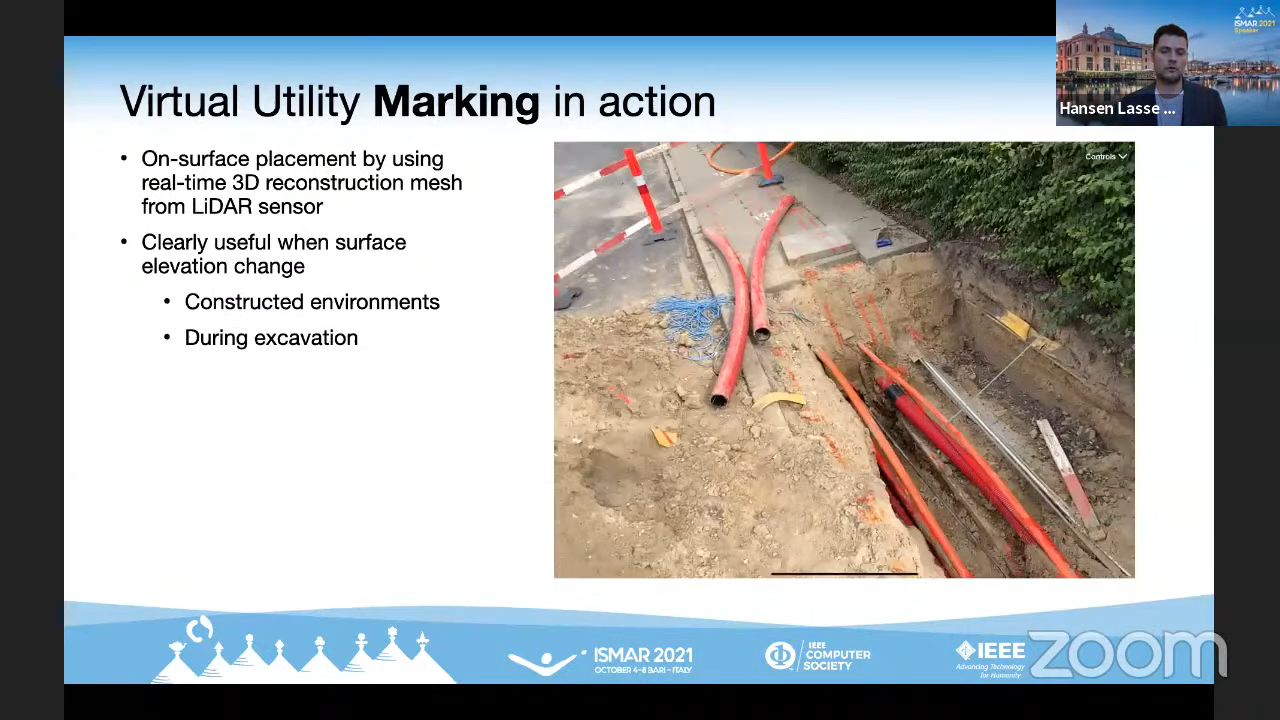 ISMAR 2021
Speaker
Hansen Lasse ...
Virtual Utility Marking in action
• On-surface placement by using
real-time 3D reconstruction mesh
from LiDAR sensor
• Clearly useful when surface
elevation change
• Constructed environments
• During excavation
Controls
ISMAR 2021
OCTOBER 4-8 BARI - ITALY
IEEE
COMPUTER
SOCIETY
IEEE
Advancing Technology
for Humanity
zoom